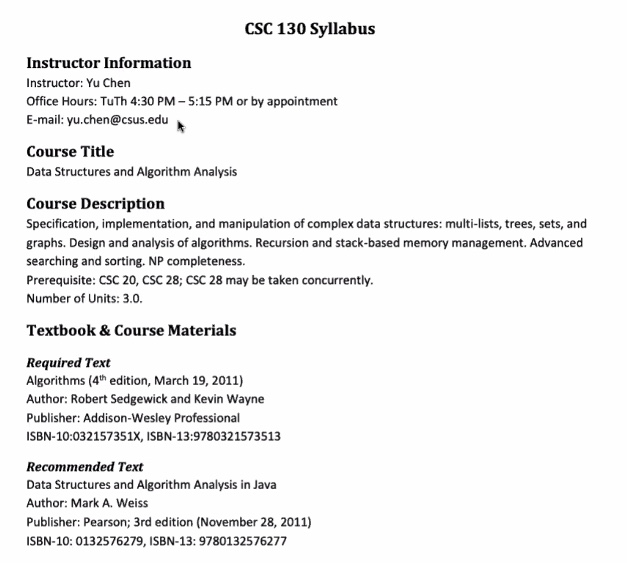 CSC 130 Syllabus
Instructor Information
Instructor: Yu Chen
Office Hours: TuTh 4:30 PM – 5:15 PM or by appointment
E-mail: yu.chen@csus.edu
Course Title
Data Structures and Algorithm Analysis
Course Description
Specification, implementation, and manipulation of complex data structures: multi-lists, trees, sets, and
graphs. Design and analysis of algorithms. Recursion and stack-based memory management. Advanced
searching and sorting. NP completeness.
Prerequisite: CSC 20, CSC 28; CSC 28 may be taken concurrently.
Number of Units: 3.0.
Textbook & Course Materials
Required Text
Algorithms (4th edition, March 19, 2011)
Author: Robert Sedgewick and Kevin Wayne
Publisher: Addison-Wesley Professional
ISBN-10:032157351X, ISBN-13:9780321573513
Recommended Text
Data Structures and Algorithm Analysis in Java
Author: Mark A. Weiss
Publisher: Pearson; 3rd edition (November 28, 2011)
ISBN-10: 0132576279, ISBN-13: 9780132576277